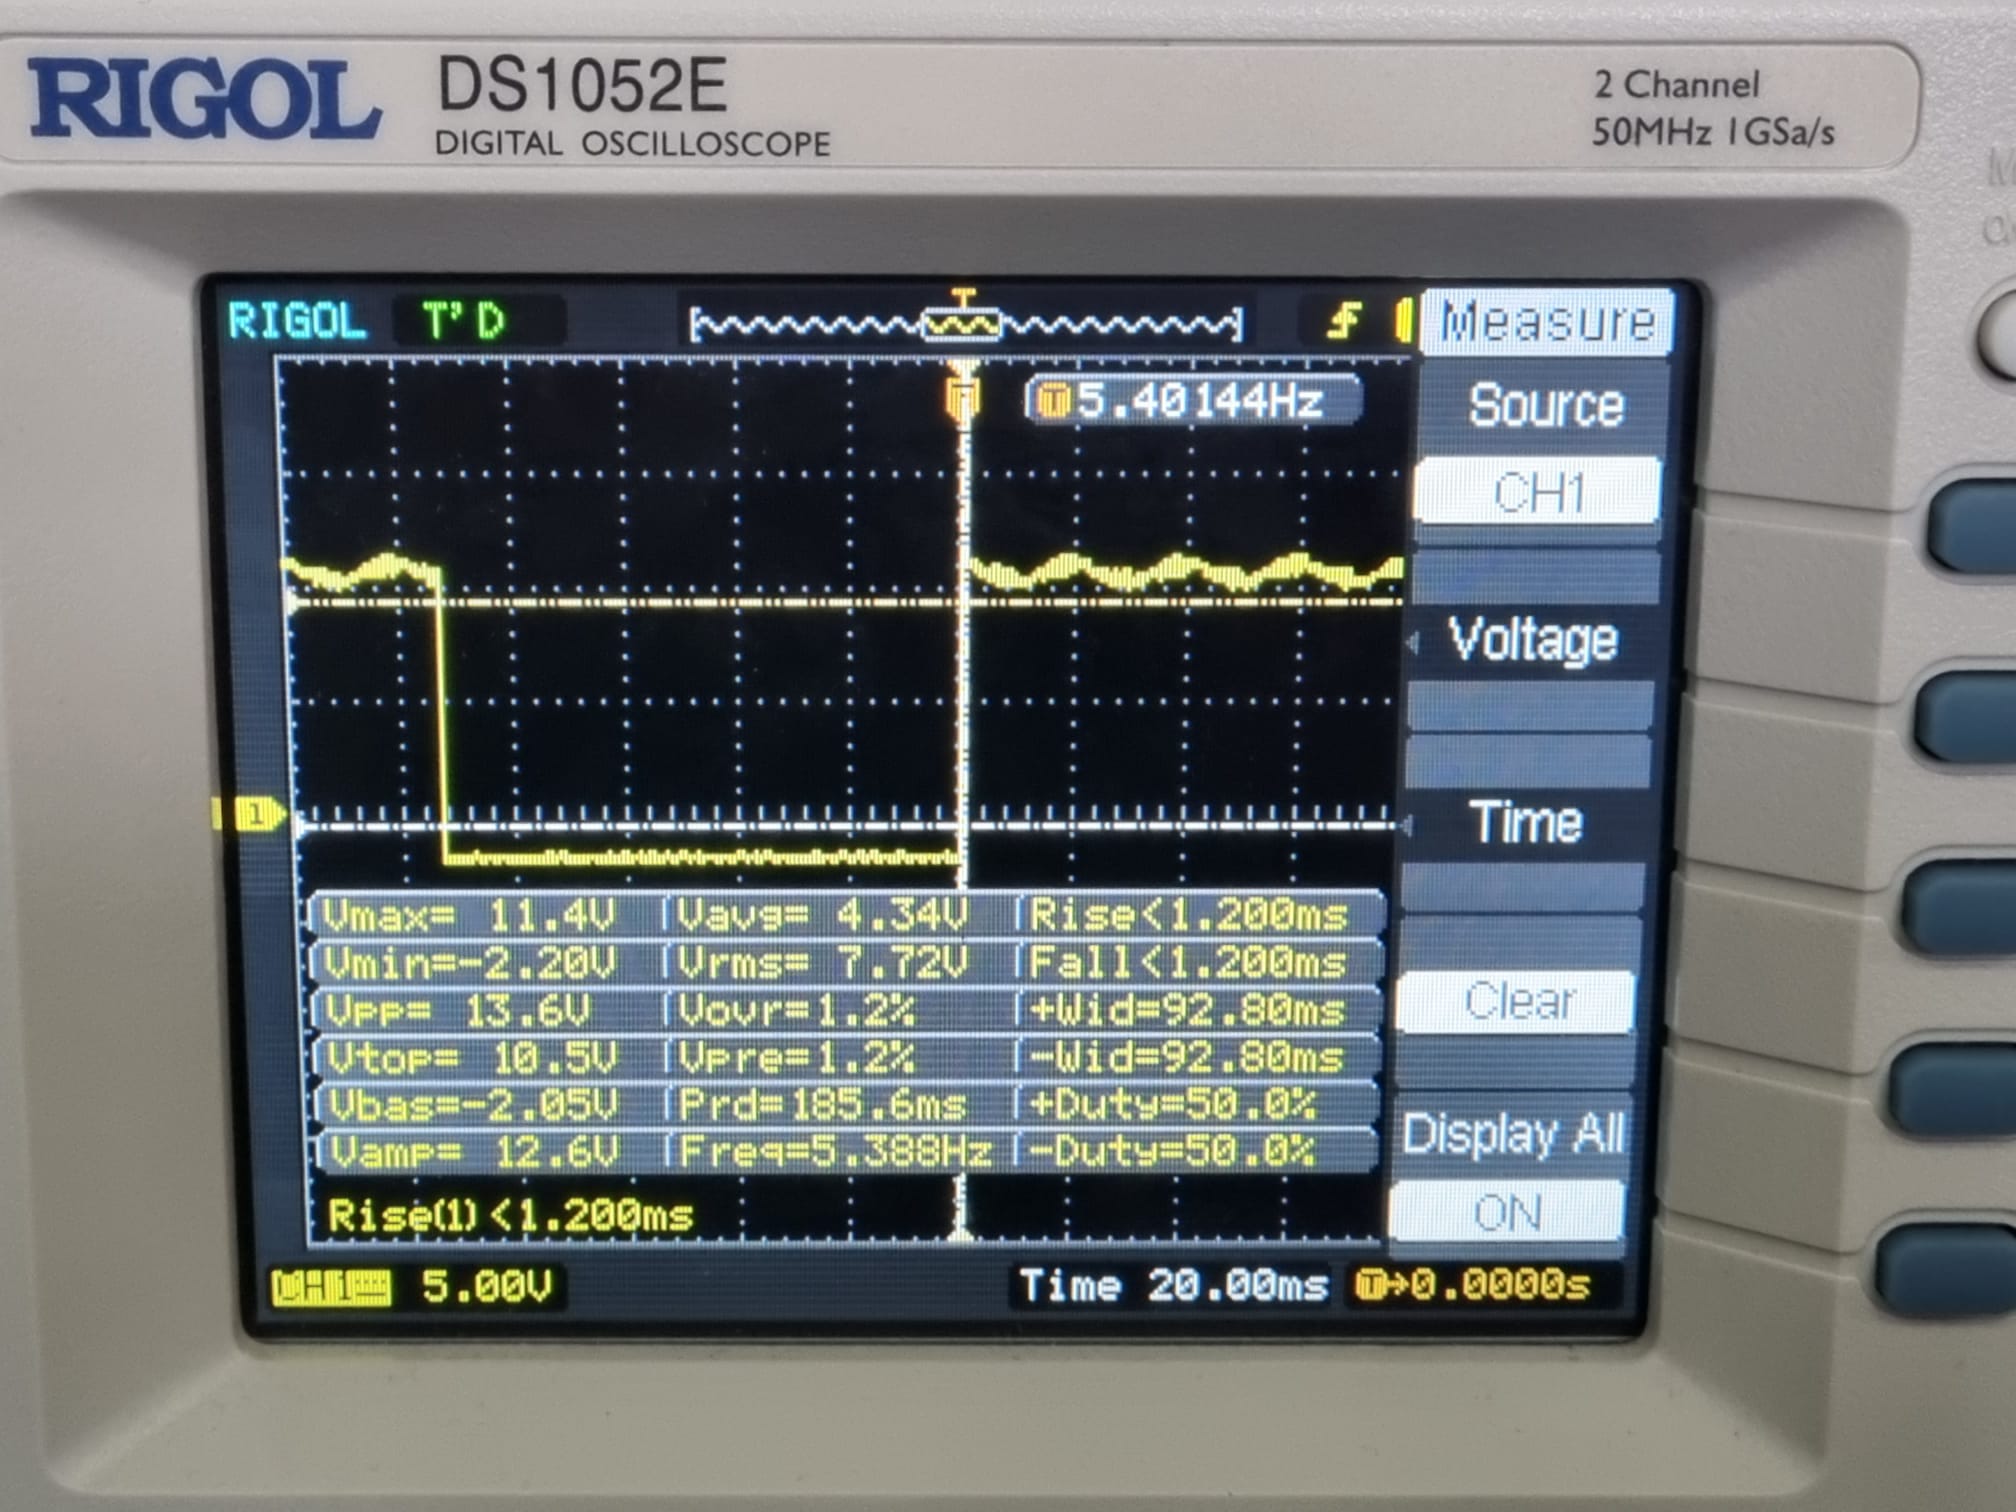 RIGOL DS1052E
DIGITAL OSCILLOSCOPE
2 Channel
50MHz 1GSa/s
RIGOL T'D T Measure
T 5.40144Hz
Source
CH1
Voltage
1
Time
Vmax= 11.4V Vavg= 4.34V Rise<1.200ms
Vmin=-2.20V Vrms= 7.72V Fall<1.200ms
Vpp= 13.6V Vovr=1.2% +Wid=92.80ms
Vtop= 10.5V Vpre=1.2% -Wid=92.80ms
Vbas=-2.05V Prd=185.6ms +Duty=50.0%
Vamp= 12.6V Freq=5.388Hz -Duty=50.0%
Clear
Display All
ON
Rise(1)<1.200ms
CH1 5.00V Time 20.00ms T→0.0000s